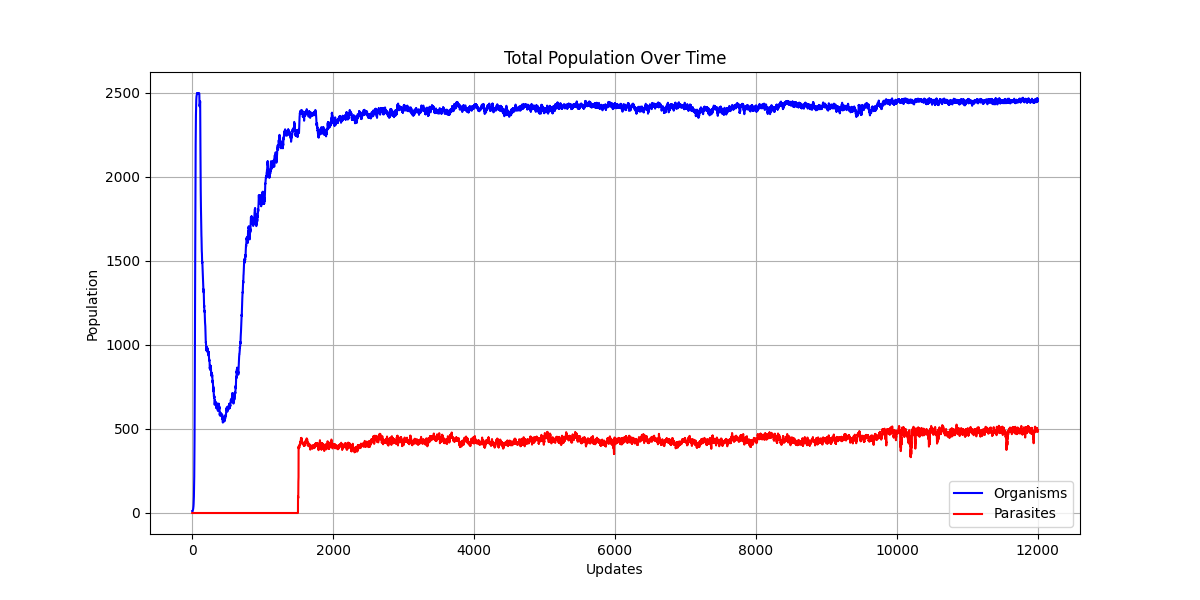 Total Population Over Time
Population
2500
2000
1500
1000
500
0
0 2000 4000 6000 8000 10000 12000
Updates
Organisms
Parasites